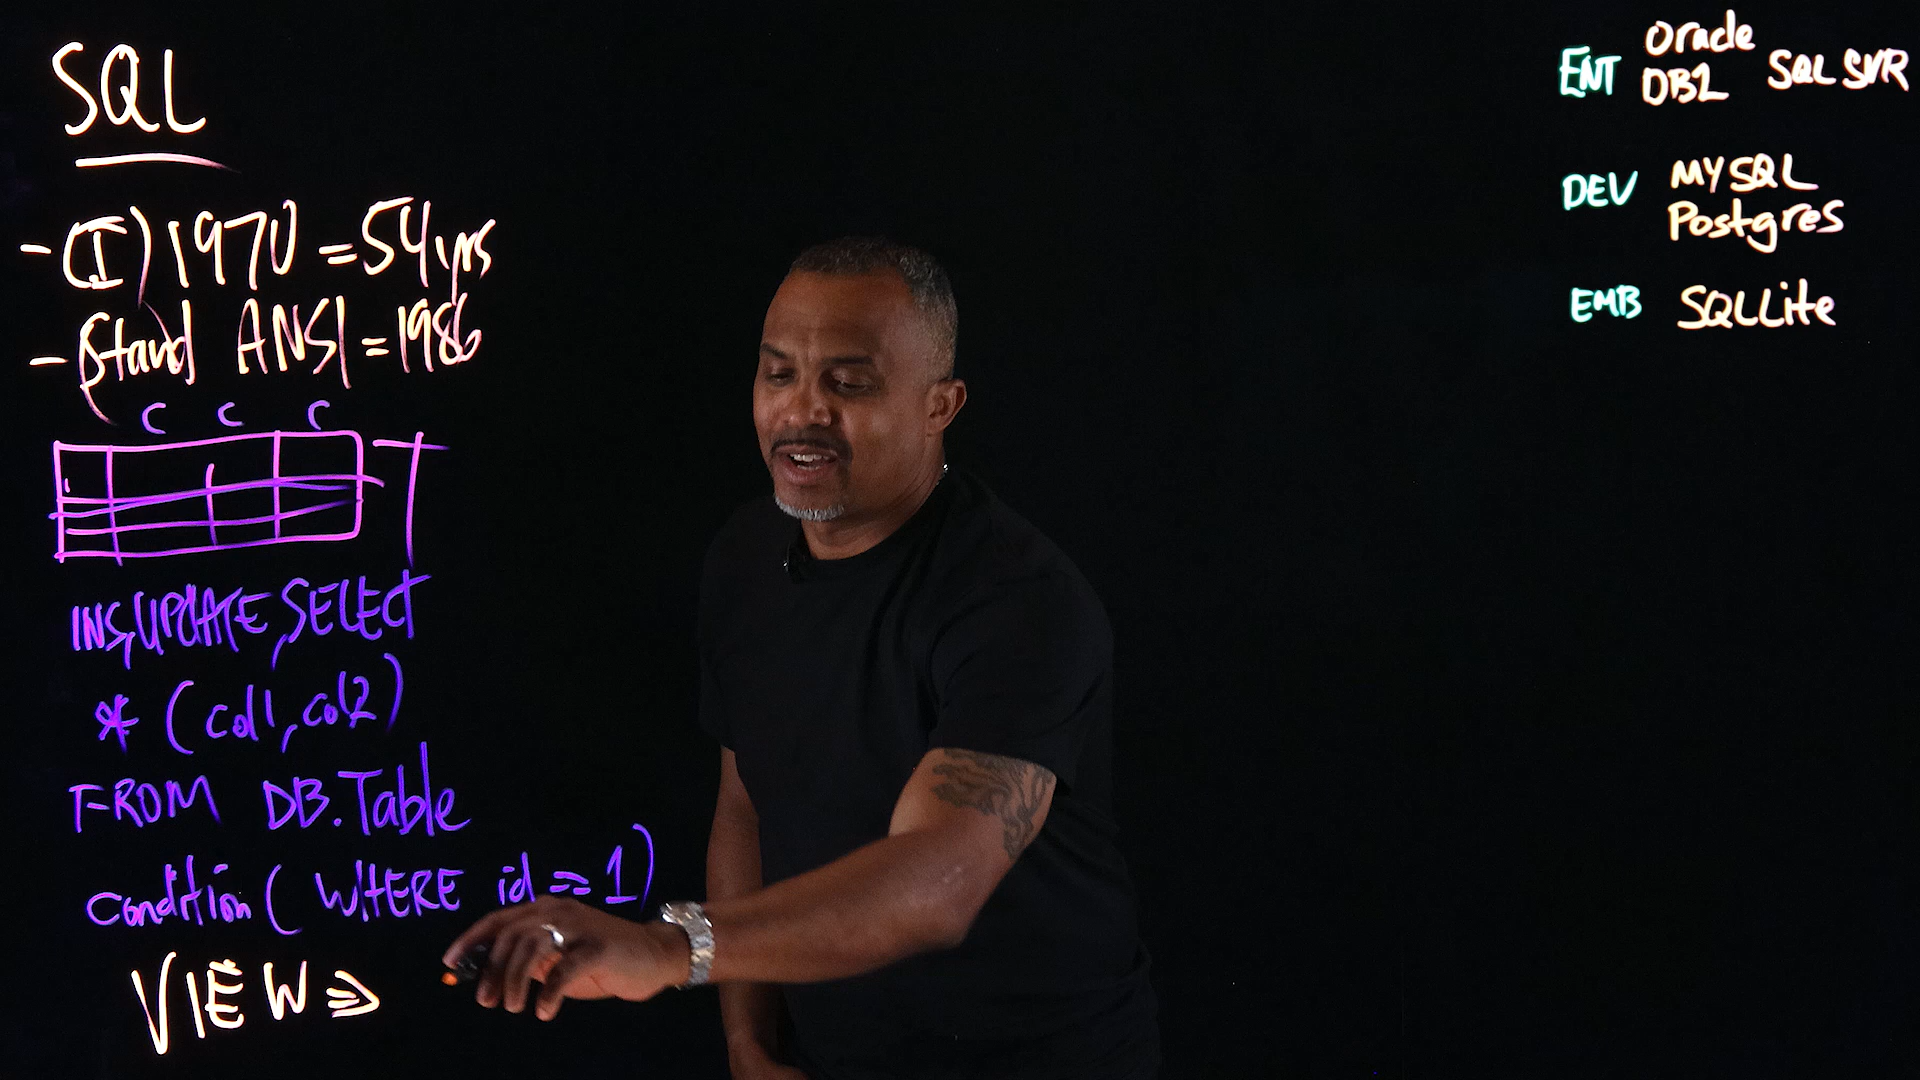 SQL
- (I) 1970 = 54yrs
- Stand ANSI = 1986
C C C
T
INS, UPDATE, SELECT
* (col1, col2)
FROM DB.Table
condition ( WHERE id == 1)
VIEW ⇒
ENT Oracle DB2 SQL SVR
DEV MYSQL Postgres
EMB SQLLite